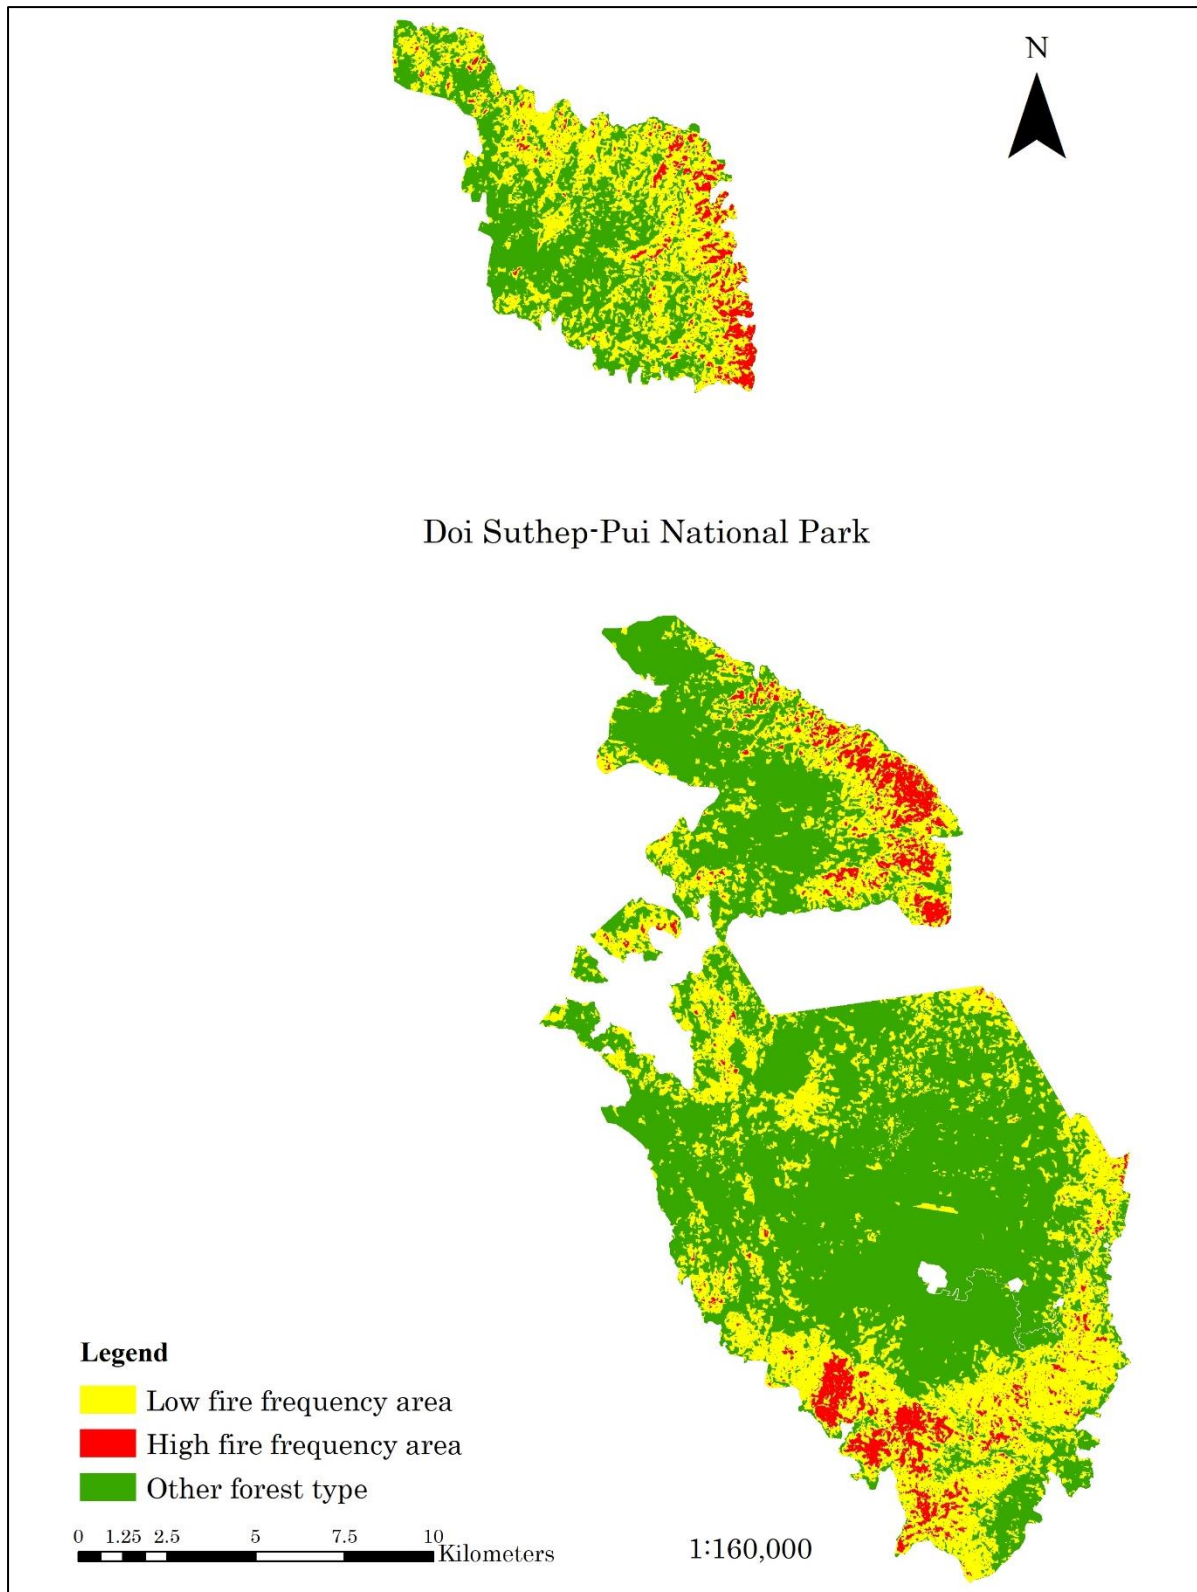 N
Doi Suthep-Pui National Park
Legend
Low fire frequency area
High fire frequency area
Other forest type
0 1.25 2.5 5 7.5 10
Kilometers
1:160,000